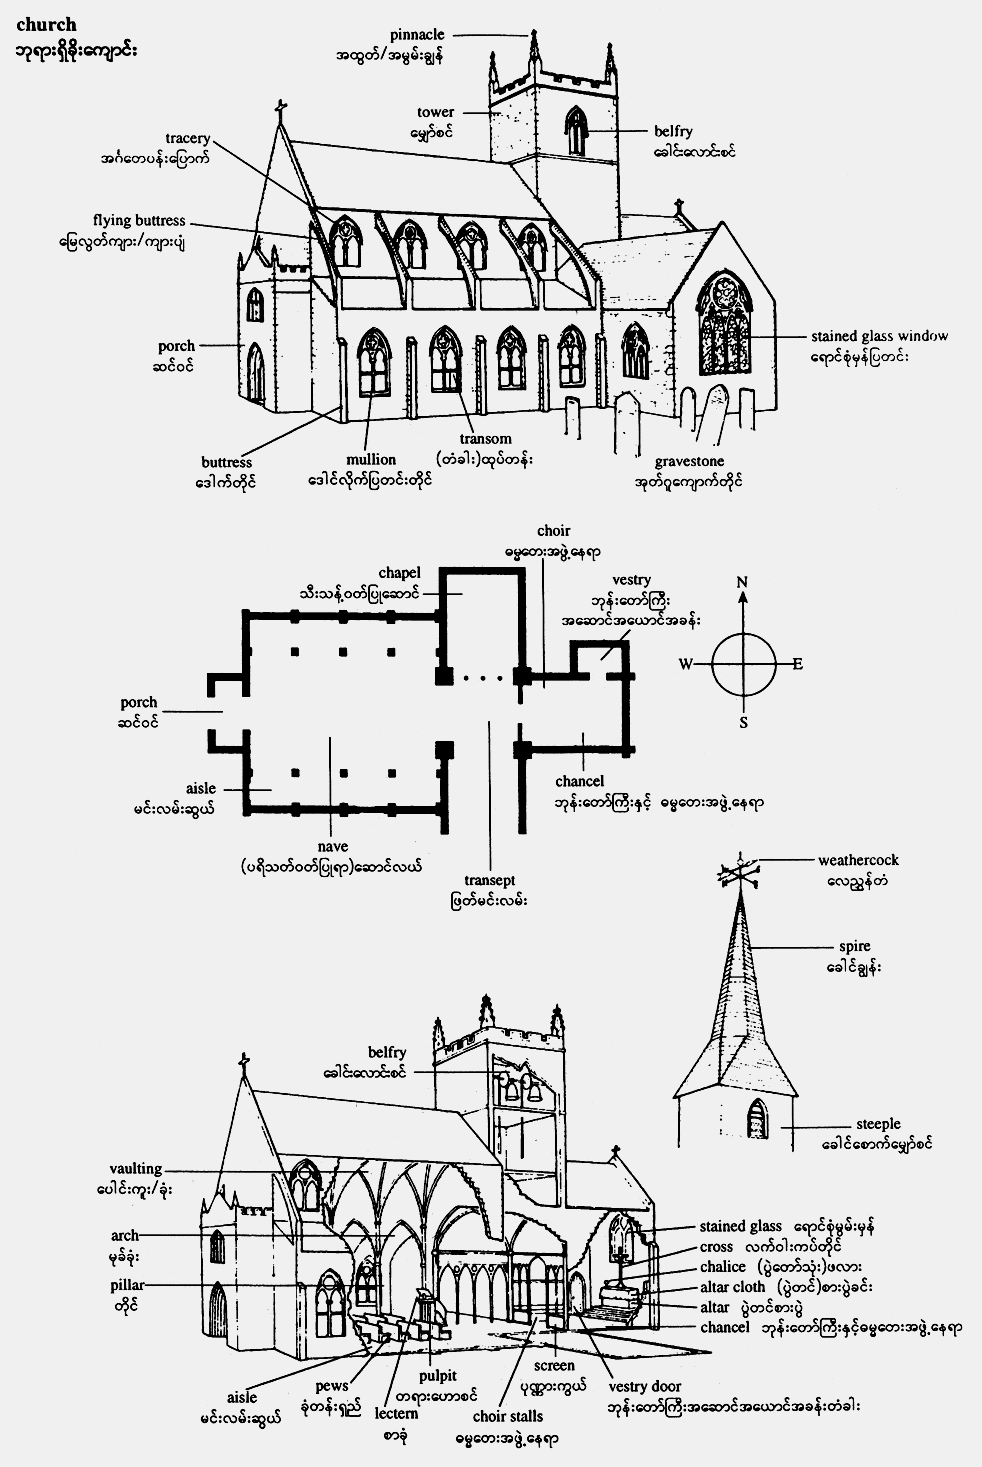 church
ဘုရားရှိခိုးကျောင်း
pinnacle
အထွတ်/အမွမ်းချွန်
tower
မျှော်စင်
belfry
ခေါင်းလောင်းစင်
tracery
အင်္ဂတေပန်းပြောက်
flying buttress
မြေလွတ်ကျား/ကျားပျံ
porch
ဆင်ဝင်
stained glass window
ရောင်စုံမှန်ပြတင်း
buttress
ဒေါက်တိုင်
mullion
ဒေါင်လိုက်ပြတင်းတိုင်
transom
(တံခါး)ထုပ်တန်း
gravestone
အုတ်ဂူကျောက်တိုင်
choir
ဓမ္မတေးအဖွဲ့နေရာ
chapel
သီးသန့်ဝတ်ပြုဆောင်
vestry
ဘုန်းတော်ကြီး
အဆောင်အယောင်အခန်း
N
W
E
S
porch
ဆင်ဝင်
aisle
မင်းလမ်းဆွယ်
chancel
ဘုန်းတော်ကြီးနှင့် ဓမ္မတေးအဖွဲ့နေရာ
nave
(ပရိသတ်ဝတ်ပြုရာ)ဆောင်လယ်
transept
ဖြတ်မင်းလမ်း
weathercock
လေညွှန်တံ
spire
ခေါင်ချွန်း
steeple
ခေါင်စောက်မျှော်စင်
belfry
ခေါင်းလောင်းစင်
vaulting
ပေါင်းကူး/ခုံး
arch
မုခ်ခုံး
pillar
တိုင်
stained glass ရောင်စုံမွမ်းမှန်
cross လက်ဝါးကပ်တိုင်
chalice (ပွဲတော်သုံး)ဖလား
altar cloth (ပွဲတင်)စားပွဲခင်း
altar ပွဲတင်စားပွဲ
chancel ဘုန်းတော်ကြီးနှင့်ဓမ္မတေးအဖွဲ့နေရာ
aisle
မင်းလမ်းဆွယ်
pews
ခုံတန်းရှည်
lectern
စာခုံ
pulpit
တရားဟောစင်
choir stalls
ဓမ္မတေးအဖွဲ့နေရာ
screen
ပုဏ္ဏားကွယ်
vestry door
ဘုန်းတော်ကြီးအဆောင်အယောင်အခန်းတံခါး